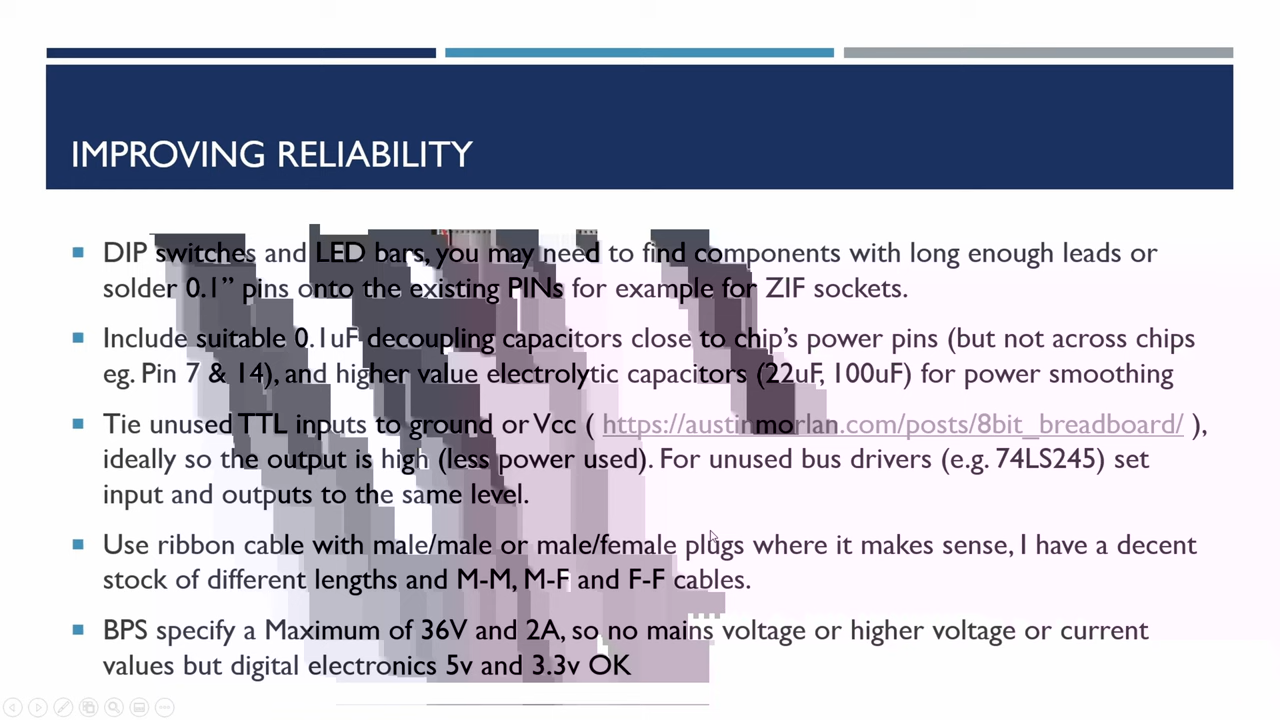 IMPROVING RELIABILITY
DIP switches and LED bars, you may need to find components with long enough leads or
solder 0.1” pins onto the existing PINs for example for ZIF sockets.
Include suitable 0.1uF decoupling capacitors close to chip’s power pins (but not across chips
eg. Pin 7 & 14), and higher value electrolytic capacitors (22uF, 100uF) for power smoothing
Tie unused TTL inputs to ground or Vcc ( https://austinmorlan.com/posts/8bit_breadboard/ ),
ideally so the output is high (less power used). For unused bus drivers (e.g. 74LS245) set
input and outputs to the same level.
Use ribbon cable with male/male or male/female plugs where it makes sense, I have a decent
stock of different lengths and M-M, M-F and F-F cables.
BPS specify a Maximum of 36V and 2A, so no mains voltage or higher voltage or current
values but digital electronics 5v and 3.3v OK